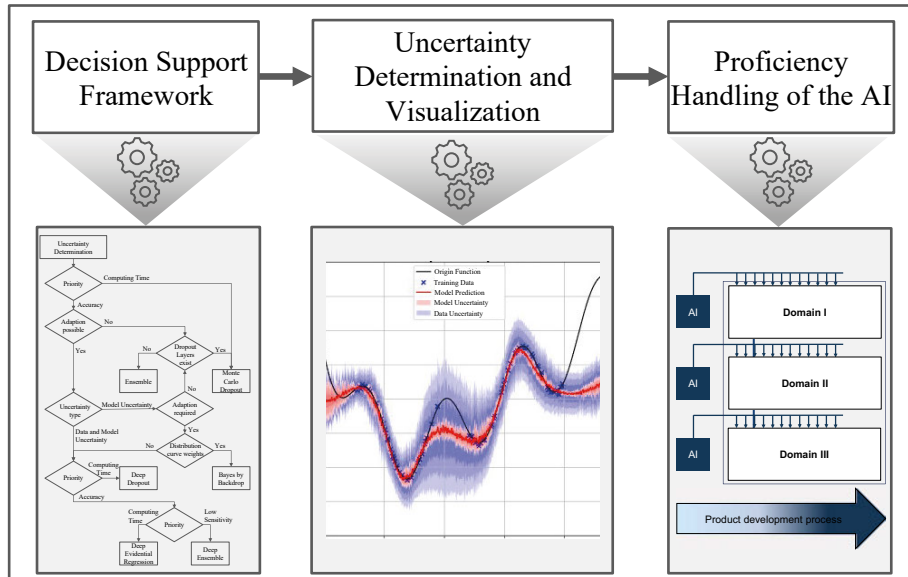 Decision Support
Framework
Uncertainty
Determination and
Visualization
Proficiency
Handling of the AI
Uncertainty
Determination
Priority
Computing Time
Accuracy
Adaption
possible
No
Yes
Dropout
Layers
exist
No
Yes
Ensemble
Monte
Carlo
Dropout
No
Uncertainty
type
Model Uncertainty
Adaption
required
Yes
Data and Model
Uncertainty
No
Distribution
curve weights
Yes
Priority
Computing
Time
Deep
Dropout
Bayes by
Backdrop
Accuracy
Computing
Time
Priority
Low
Sensitivity
Deep
Evidential
Regression
Deep
Ensemble
Origin Function
Training Data
Model Prediction
Model Uncertainty
Data Uncertainty
AI
Domain I
AI
Domain II
AI
Domain III
Product development process